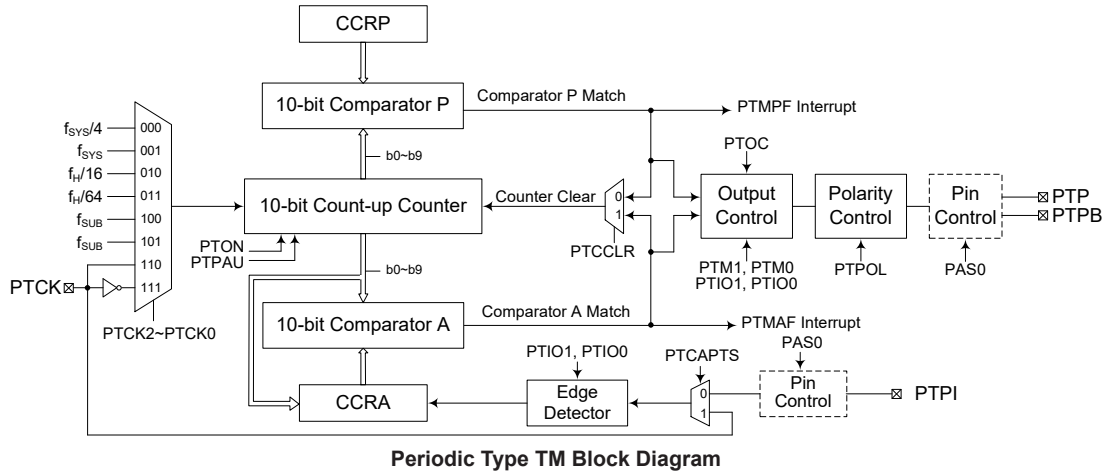 CCRP
10-bit Comparator P
Comparator P Match
PTMPF Interrupt
b0~b9
fSYS/4
000
fSYS
001
fH/16
010
fH/64
011
fSUB
100
fSUB
101
110
111
PTCK
PTCK2~PTCK0
10-bit Count-up Counter
PTON
PTPAU
Counter Clear
0
1
PTCCLR
PTOC
Output
Control
PTM1, PTM0
PTIO1, PTIO0
Polarity
Control
PTPOL
Pin
Control
PAS0
PTP
PTPB
b0~b9
10-bit Comparator A
Comparator A Match
PTMAF Interrupt
CCRA
PTIO1, PTIO0
Edge
Detector
PTCAPTS
0
1
PAS0
Pin
Control
PTPI
Periodic Type TM Block Diagram